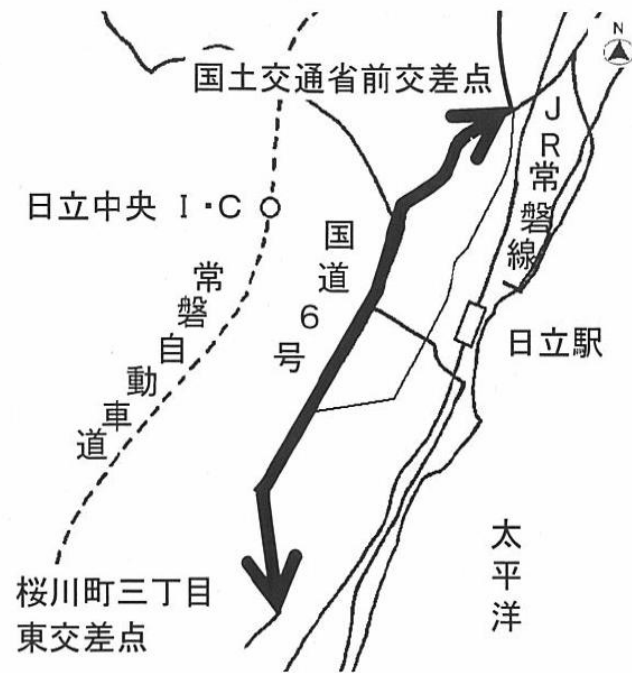 N
国土交通省前交差点
JR常磐線
日立中央 I・C
国道6号
常磐自動車道
日立駅
太平洋
桜川町三丁目
東交差点